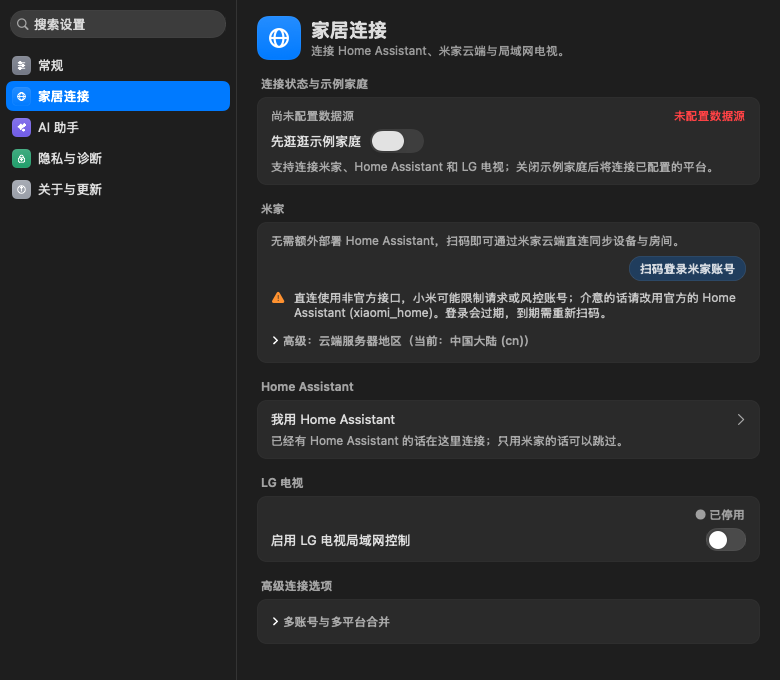 搜索设置
常规
家居连接
AI 助手
隐私与诊断
关于与更新
家居连接
连接 Home Assistant、米家云端与局域网电视。
连接状态与示例家庭
尚未配置数据源
未配置数据源
先逛逛示例家庭
支持连接米家、Home Assistant 和 LG 电视；关闭示例家庭后将连接已配置的平台。
米家
无需额外部署 Home Assistant，扫码即可通过米家云端直连同步设备与房间。
扫码登录米家账号
直连使用非官方接口，小米可能限制请求或风控账号；介意的话请改用官方的 Home
Assistant (xiaomi_home)。登录会过期，到期需重新扫码。
高级：云端服务器地区（当前：中国大陆 (cn)）
Home Assistant
我用 Home Assistant
已经有 Home Assistant 的话在这里连接；只用米家的话可以跳过。
LG 电视
已停用
启用 LG 电视局域网控制
高级连接选项
多账号与多平台合并